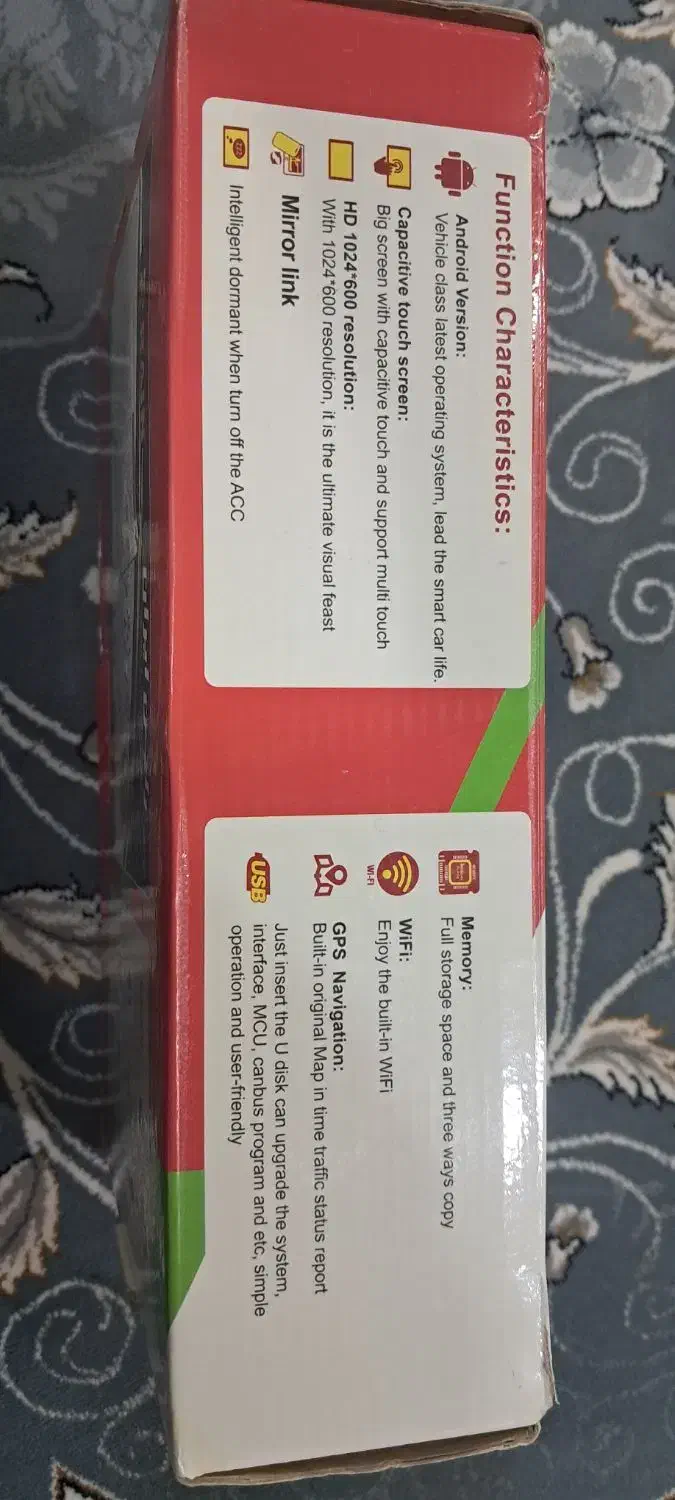 Function Characteristics:
Android Version:
Vehicle class latest operating system, lead the smart car life.
Capacitive touch screen:
Big screen with capacitive touch and support multi touch
HD 1024*600 resolution:
With 1024*600 resolution, it is the ultimate visual feast
Mirror link
Intelligent dormant when turn off the ACC
Memory:
Full storage space and three ways copy
WI-FI
WiFi:
Enjoy the built-in WiFi
GPS Navigation:
Built-in original Map in time traffic status report
USB
Just insert the U disk can upgrade the system,
interface, MCU, canbus program and etc, simple
operation and user-friendly